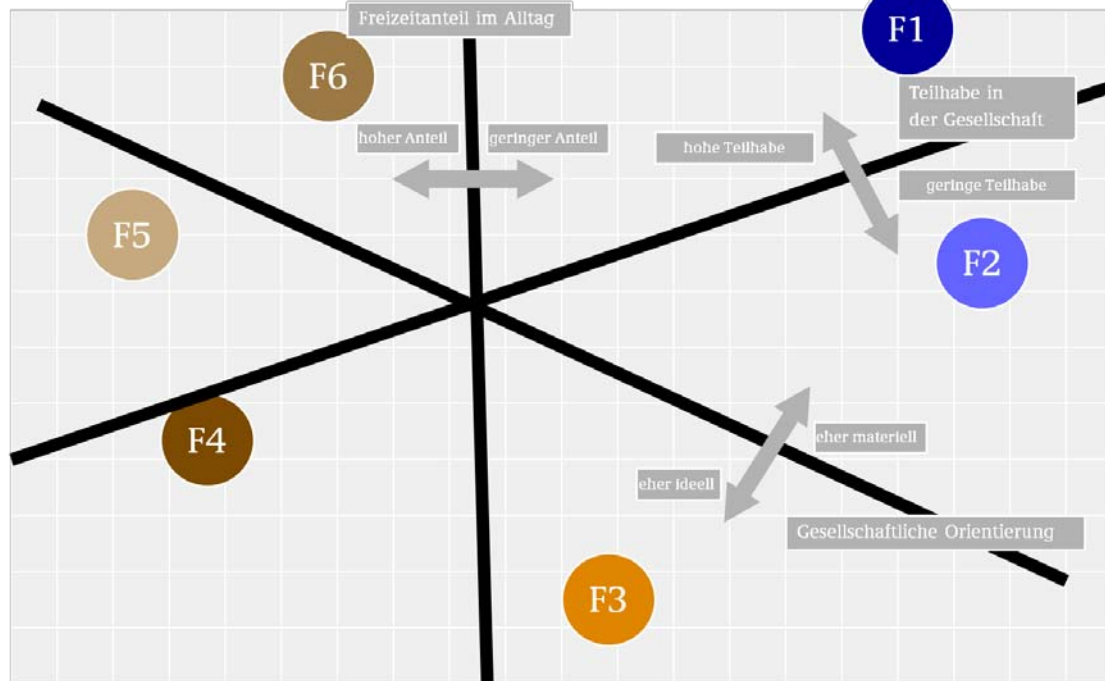 Freizeitanteil im Alltag
F1
F6
Teilhabe in
der Gesellschaft
hoher Anteil
geringer Anteil
hohe Teilhabe
geringe Teilhabe
F5
F2
F4
eher materiell
eher ideell
Gesellschaftliche Orientierung
F3